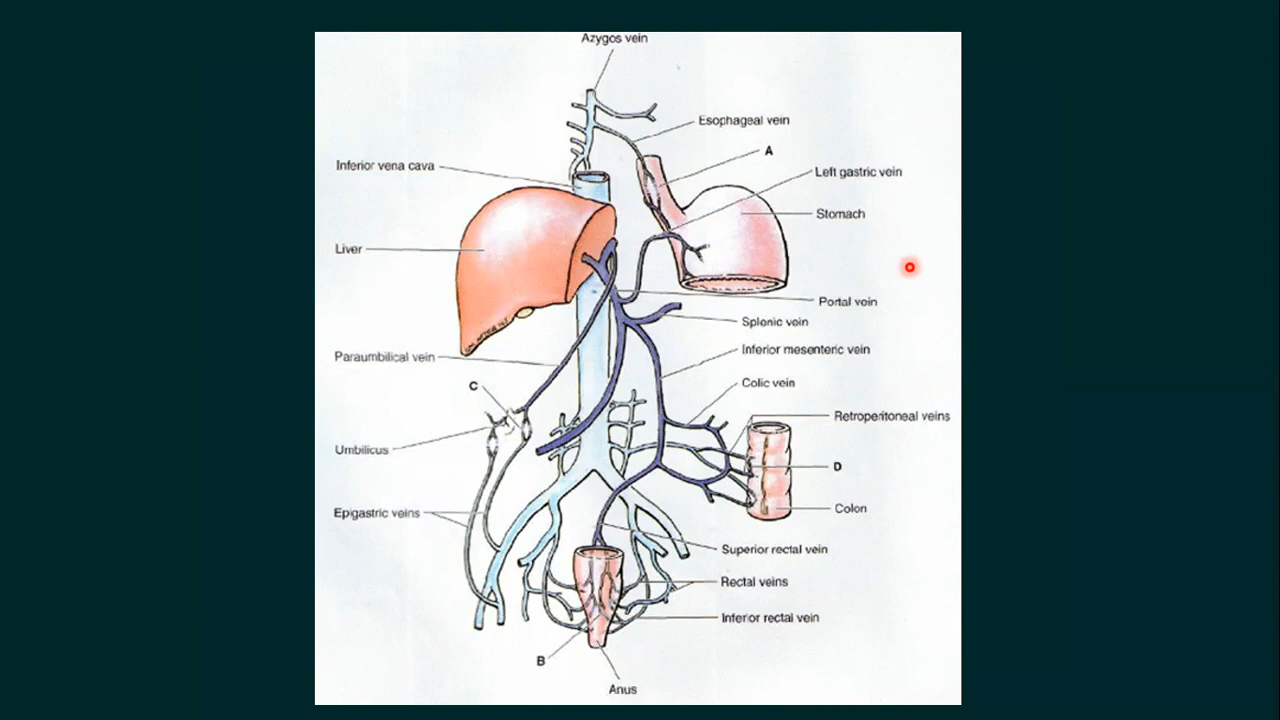 Azygos vein
Esophageal vein
A
Inferior vena cava
Left gastric vein
Stomach
Liver
Portal vein
Splenic vein
Inferior mesenteric vein
Paraumbilical vein
Colic vein
C
Retroperitoneal veins
Umbilicus
D
Colon
Epigastric veins
Superior rectal vein
Rectal veins
Inferior rectal vein
B
Anus